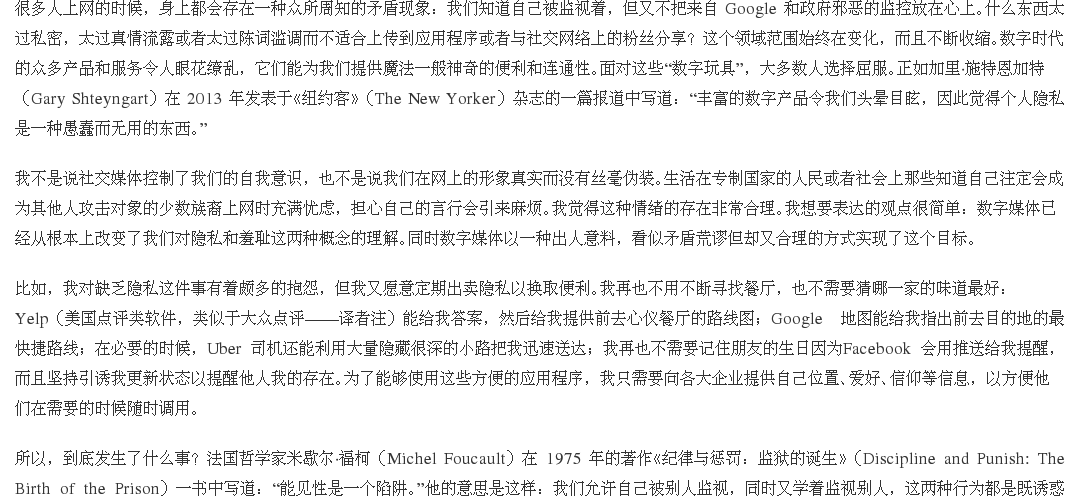 很多人上网的时候，身上都会存在一种众所周知的矛盾现象：我们知道自己被监视着，但又不把来自 Google 和政府邪恶的监控放在心上。什么东西太
过私密，太过真情流露或者太过陈词滥调而不适合上传到应用程序或者与社交网络上的粉丝分享？这个领域范围始终在变化，而且不断收缩。数字时代
的众多产品和服务令人眼花缭乱，它们能为我们提供魔法一般神奇的便利和连通性。面对这些“数字玩具”，大多数人选择屈服。正如加里·施特恩加特
（Gary Shteyngart）在 2013 年发表于《纽约客》（The New Yorker）杂志的一篇报道中写道：“丰富的数字产品令我们头晕目眩，因此觉得个人隐私
是一种愚蠢而无用的东西。”
我不是说社交媒体控制了我们的自我意识，也不是说我们在网上的形象真实而没有丝毫伪装。生活在专制国家的人民或者社会上那些知道自己注定会成
为其他人攻击对象的少数族裔上网时充满忧虑，担心自己的言行会引来麻烦。我觉得这种情绪的存在非常合理。我想要表达的观点很简单：数字媒体已
经从根本上改变了我们对隐私和羞耻这两种概念的理解。同时数字媒体以一种出人意料，看似矛盾荒谬但却又合理的方式实现了这个目标。
比如，我对缺乏隐私这件事有着颇多的抱怨，但我又愿意定期出卖隐私以换取便利。我再也不用不断寻找餐厅，也不需要猜哪一家的味道最好：
Yelp（美国点评类软件，类似于大众点评——译者注）能给我答案，然后给我提供前去心仪餐厅的路线图；Google 地图能给我指出前去目的地的最
快捷路线；在必要的时候，Uber 司机还能利用大量隐藏很深的小路把我迅速送达；我再也不需要记住朋友的生日因为Facebook 会用推送给我提醒，
而且坚持引诱我更新状态以提醒他人我的存在。为了能够使用这些方便的应用程序，我只需要向各大企业提供自己位置、爱好、信仰等信息，以方便他
们在需要的时候随时调用。
所以，到底发生了什么事？法国哲学家米歇尔·福柯（Michel Foucault）在 1975 年的著作《纪律与惩罚：监狱的诞生》（Discipline and Punish: The
Birth of the Prison）一书中写道：“能见性是一个陷阱。”他的意思是这样：我们允许自己被别人监视，同时又学着监视别人，这两种行为都是既诱惑